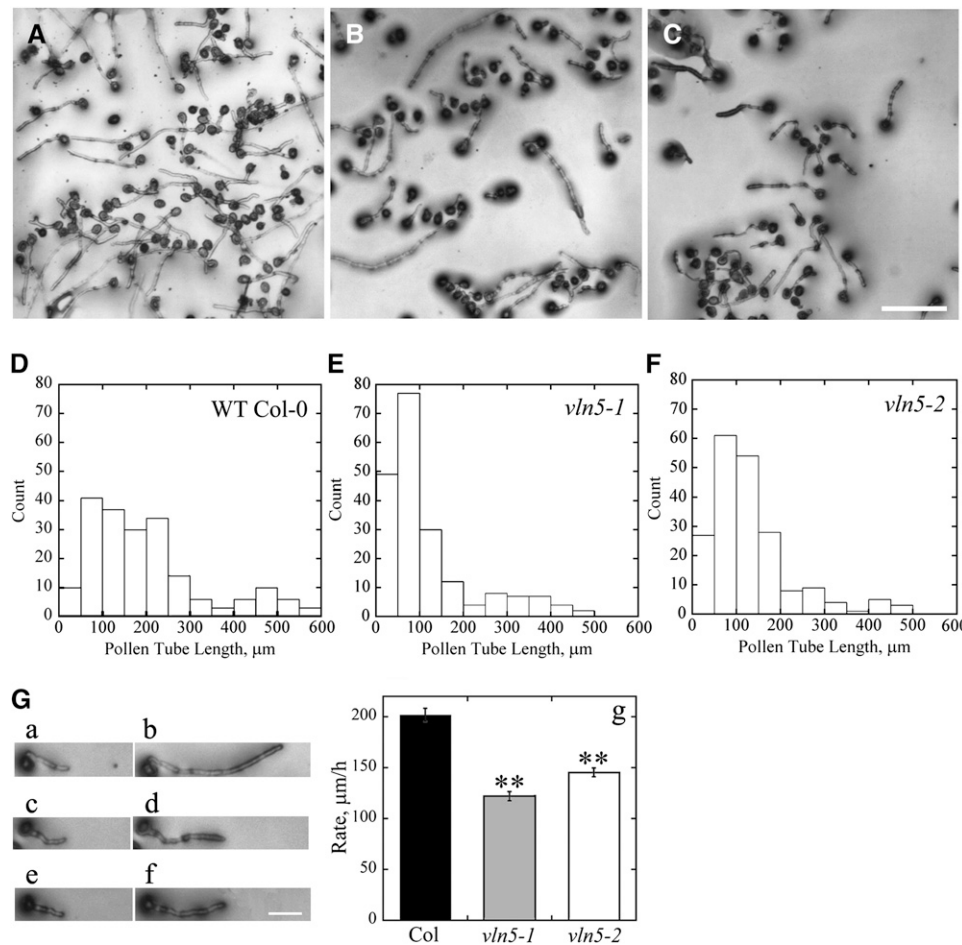 A B C
D E F
80 80 80
70 70 70
60 60 60
50 50 50
40 40 40
30 30 30
20 20 20
10 10 10
0 0 0
WT Col-0 vln5-1 vln5-2
Count Count Count
0 100 200 300 400 500 600 0 100 200 300 400 500 600 0 100 200 300 400 500 600
Pollen Tube Length, μm Pollen Tube Length, μm Pollen Tube Length, μm
G
a b
c d
e f
g
200
150
100
50
0
Rate, μm/h
** **
Col vln5-1 vln5-2